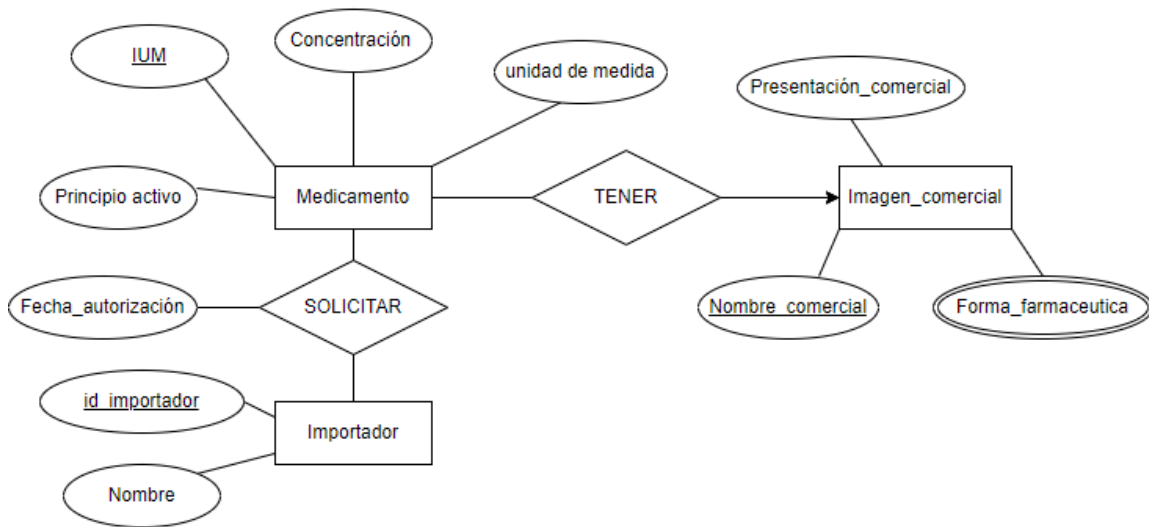 Concentración
IUM
unidad de medida
Presentación_comercial
Principio activo
Medicamento
TENER
Imagen_comercial
Fecha_autorización
SOLICITAR
Nombre_comercial
Forma_farmaceutica
id_importador
Importador
Nombre